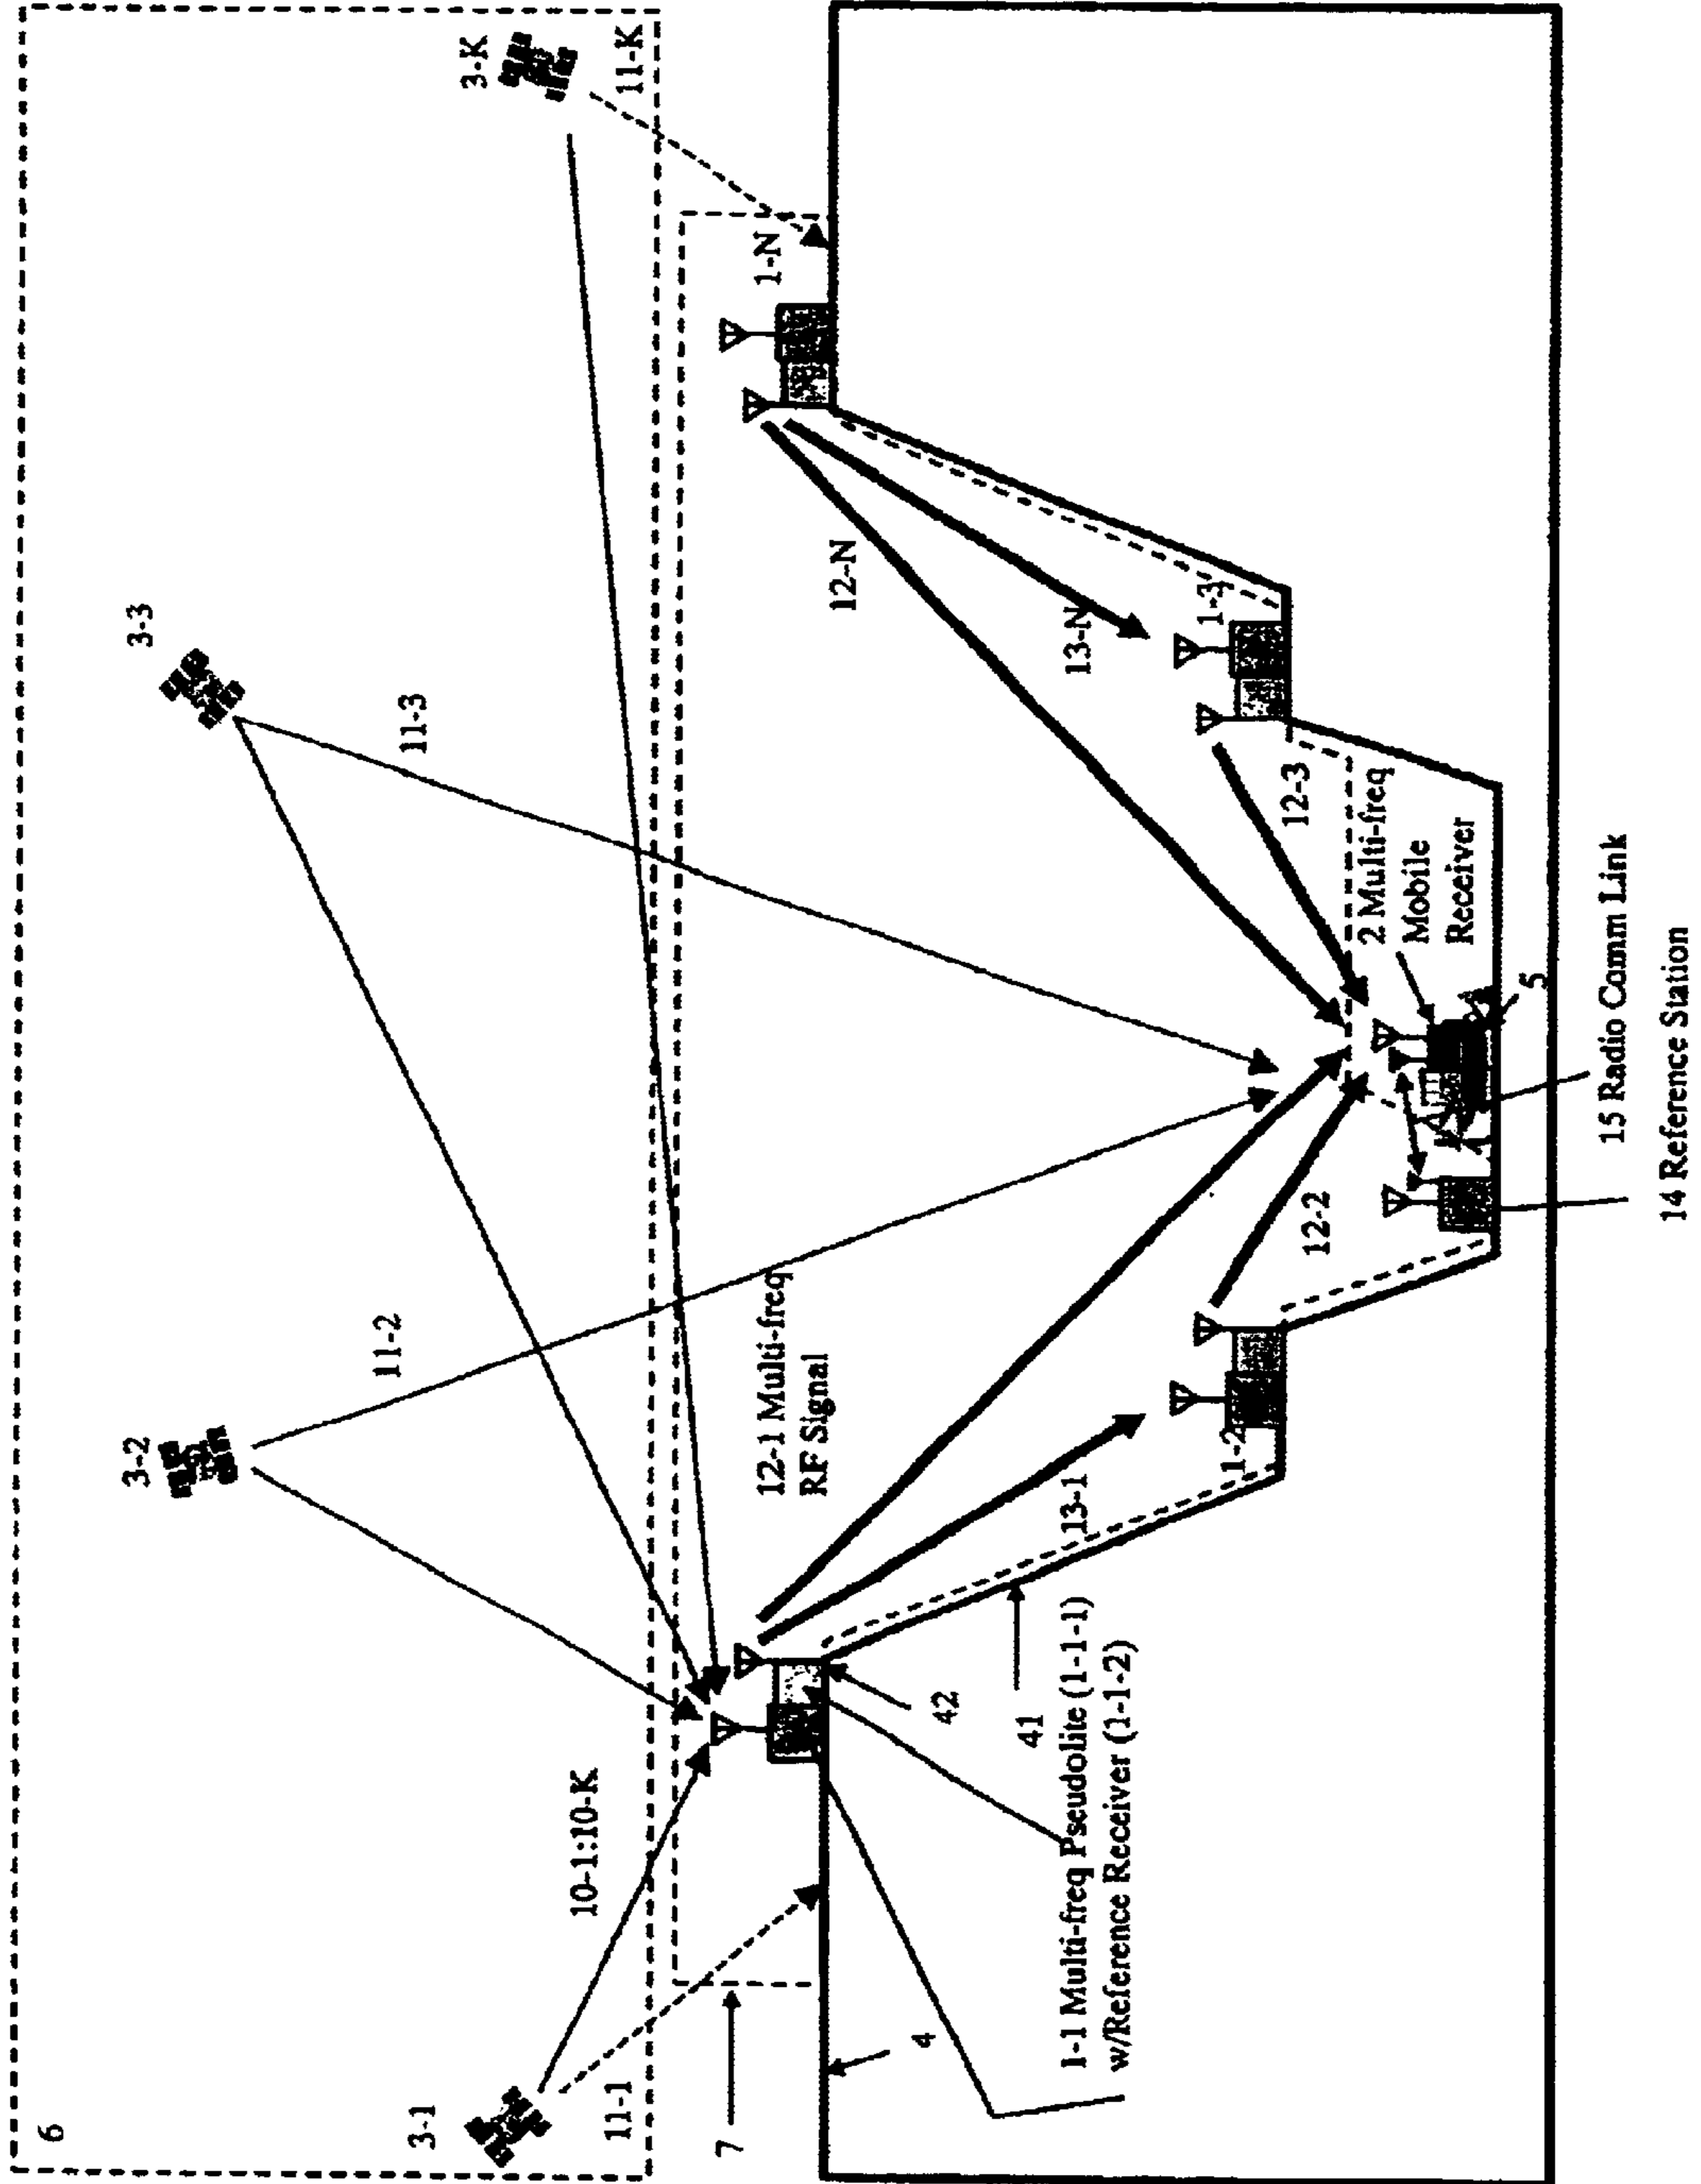 6
3-1
3-2
3-3
3-K
11-1
10-1:10-K
11-2
11-3
11-K
7
4
12-1 Multi-freq
RF Signal
12-N
1-N
13-N
1-3
42
41
13-1
1-2
12-2
12-3
1-1 Multi-freq Pseudolite (1-1-1)
w/Reference Receiver (1-1-2)
2 Multi-freq
Mobile
Receiver
5
15 Radio Comm Link
14 Reference Station